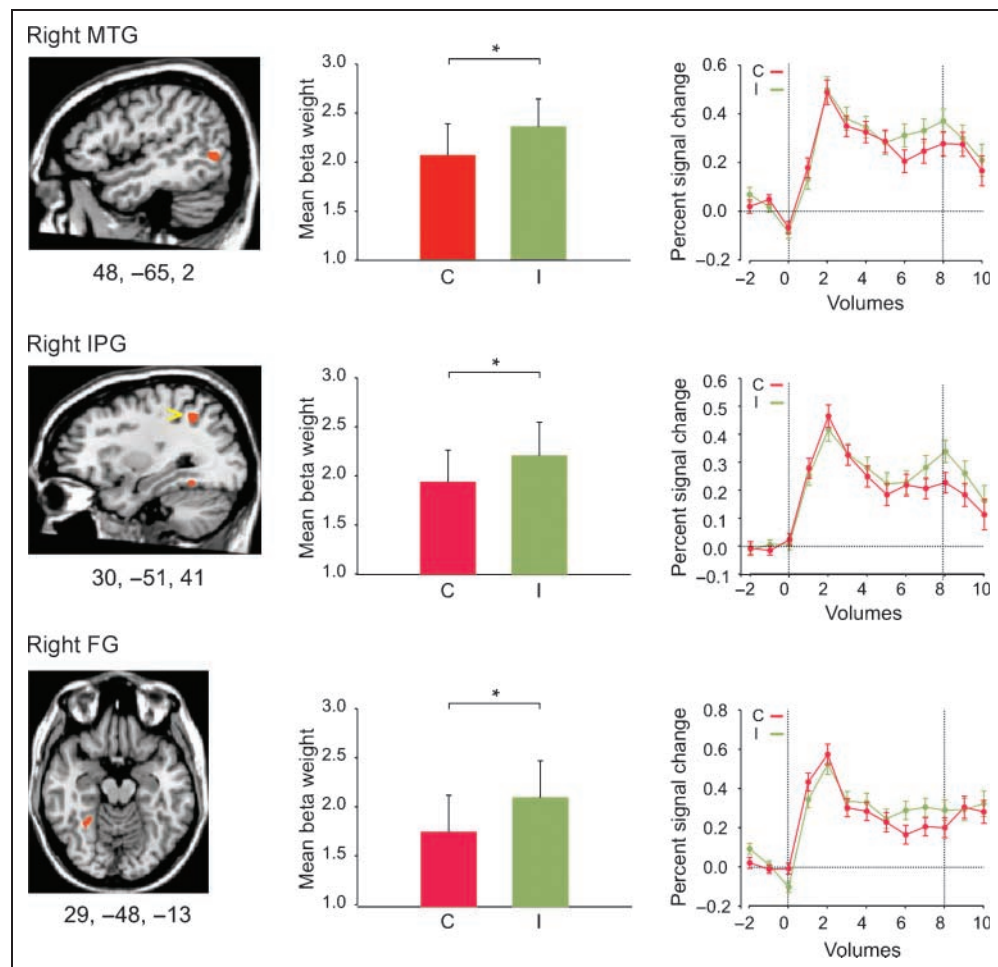 Right MTG
48, –65, 2
Mean beta weight
3.0
2.5
2.0
1.5
1.0
*
C
I
Percent signal change
0.6
0.4
0.2
0.0
–0.2
C
I
–2
0
2
4
6
8
10
Volumes
Right IPG
>
30, –51, 41
Mean beta weight
3.0
2.5
2.0
1.5
1.0
*
C
I
Percent signal change
0.6
0.5
0.4
0.3
0.2
0.1
0.0
–0.1
C
I
–2
0
2
4
6
8
10
Volumes
Right FG
29, –48, –13
Mean beta weight
3.0
2.5
2.0
1.5
1.0
*
C
I
Percent signal change
0.8
0.6
0.4
0.2
0.0
–0.2
C
I
–2
0
2
4
6
8
10
Volumes